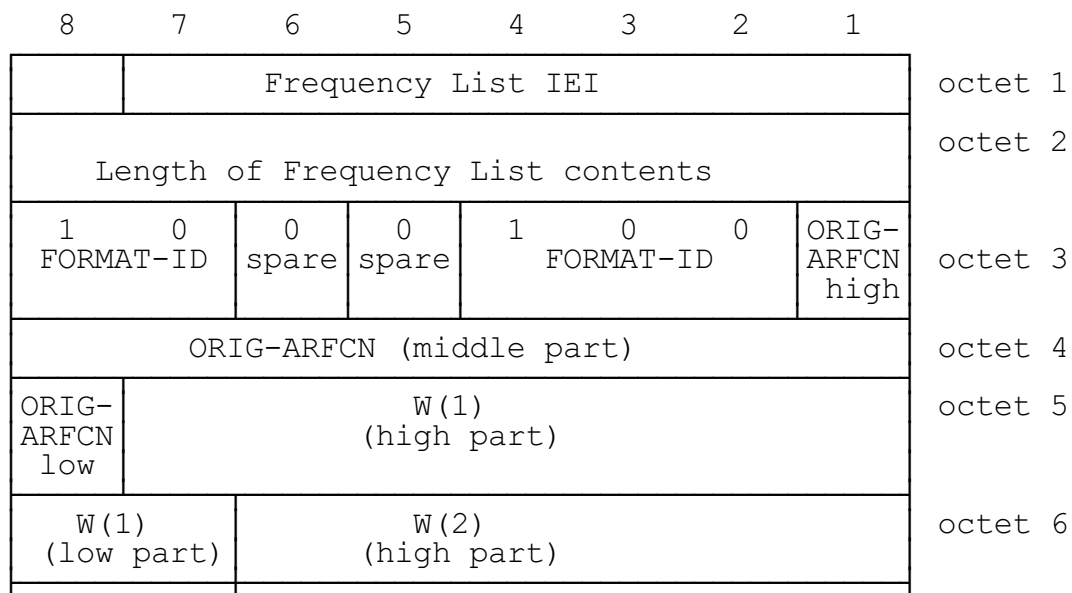 8 7 6 5 4 3 2 1
Frequency List IEI octet 1
octet 2
Length of Frequency List contents
1 0 0 0 1 0 0 ORIG-
FORMAT-ID spare spare FORMAT-ID ARFCN octet 3
high
ORIG-ARFCN (middle part) octet 4
ORIG- W(1) octet 5
ARFCN (high part)
low
W(1) W(2) octet 6
(low part) (high part)